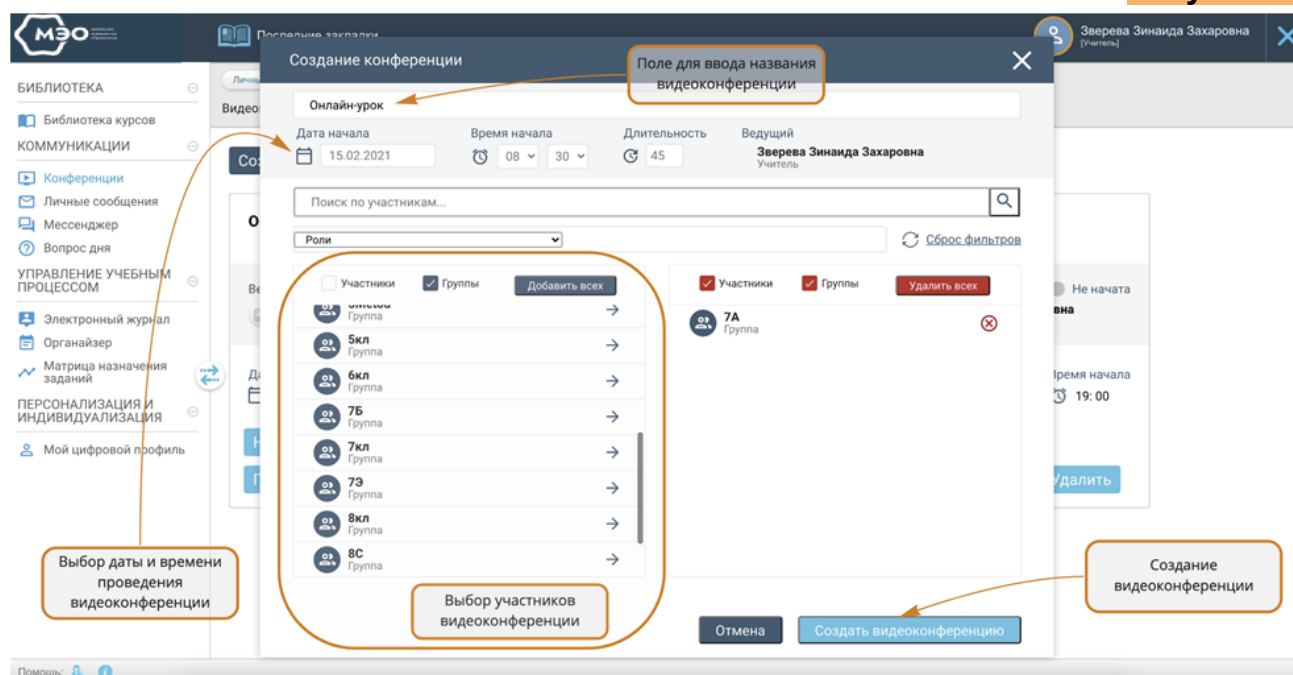 МЭО
Последние закладки
Зверева Зинаида Захаровна
[Учитель]
БИБЛИОТЕКА
Библиотека курсов
КОММУНИКАЦИИ
Конференции
Личные сообщения
Мессенджер
Вопрос дня
УПРАВЛЕНИЕ УЧЕБНЫМ
ПРОЦЕССОМ
Электронный журнал
Органайзер
Матрица назначения
заданий
ПЕРСОНАЛИЗАЦИЯ И
ИНДИВИДУАЛИЗАЦИЯ
Мой цифровой профиль
Создание конференции
Поле для ввода названия
видеоконференции
Онлайн-урок
Дата начала Время начала Длительность Ведущий
15.02.2021 08 30 45 Зверева Зинаида Захаровна
Учитель
Поиск по участникам...
Роли Сброс фильтров
Участники Группы Добавить всех
Группа
5кл
Группа
6кл
Группа
7Б
Группа
7кл
Группа
7Э
Группа
8кл
Группа
8С
Группа
Участники Группы Удалить всех
7А
Группа
Не начата
Время начала
19:00
Удалить
Выбор даты и времени
проведения
видеоконференции
Выбор участников
видеоконференции
Создание
видеоконференции
Отмена Создать видеоконференцию
Помощь: